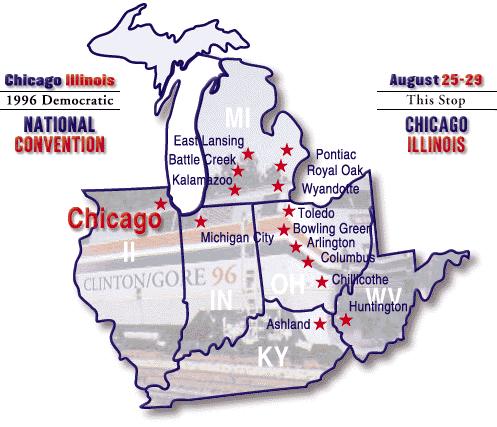 Chicago Illinois
1996 Democratic
NATIONAL
CONVENTION
August 25-29
This Stop
CHICAGO
ILLINOIS
MI
East Lansing
Battle Creek
Kalamazoo
Pontiac
Royal Oak
Wyandotte
Chicago
Michigan City
Toledo
Bowling Green
Arlington
Columbus
Chillicothe
Huntington
Ashland
Il
IN
OH
WV
KY
CLINTON/GORE 96